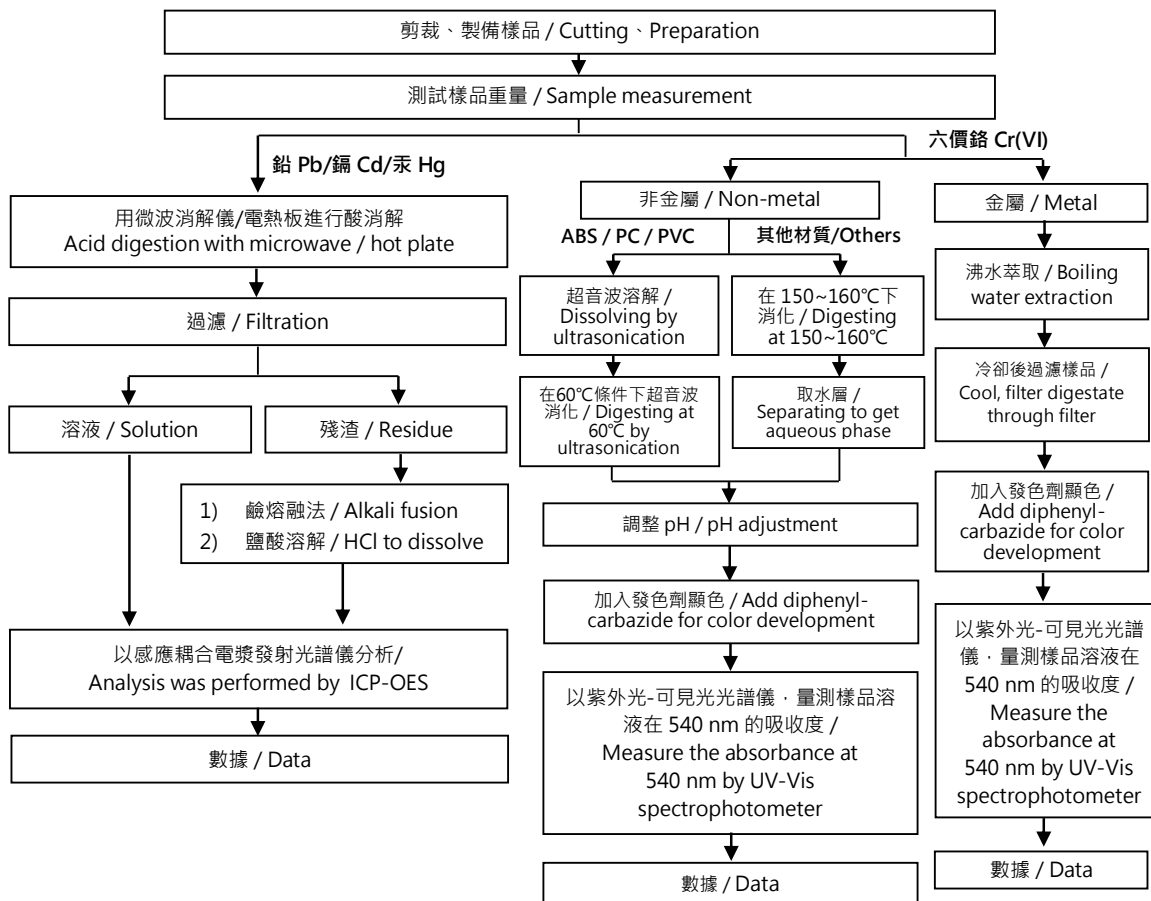 剪裁、製備樣品 / Cutting、Preparation
測試樣品重量 / Sample measurement
鉛 Pb/鎘 Cd/汞 Hg
六價鉻 Cr(VI)
用微波消解儀/電熱板進行酸消解
Acid digestion with microwave / hot plate
過濾 / Filtration
溶液 / Solution
殘渣 / Residue
1) 鹼熔融法 / Alkali fusion
2) 鹽酸溶解 / HCl to dissolve
以感應耦合電漿發射光譜儀分析/
Analysis was performed by ICP-OES
數據 / Data
非金屬 / Non-metal
ABS / PC / PVC
其他材質/Others
超音波溶解 /
Dissolving by
ultrasonication
在60℃條件下超音波
消化 / Digesting at
60℃ by
ultrasonication
在 150~160℃下
消化 / Digesting
at 150~160℃
取水層 /
Separating to get
aqueous phase
調整 pH / pH adjustment
加入發色劑顯色 / Add diphenyl-
carbazide for color development
以紫外光-可見光光譜儀，量測樣品溶
液在 540 nm 的吸收度 /
Measure the absorbance at
540 nm by UV-Vis
spectrophotometer
數據 / Data
金屬 / Metal
沸水萃取 / Boiling
water extraction
冷卻後過濾樣品 /
Cool, filter digestate
through filter
加入發色劑顯色 /
Add diphenyl-
carbazide for color
development
以紫外光-可見光光譜
儀，量測樣品溶液在
540 nm 的吸收度 /
Measure the
absorbance at
540 nm by UV-Vis
spectrophotometer
數據 / Data